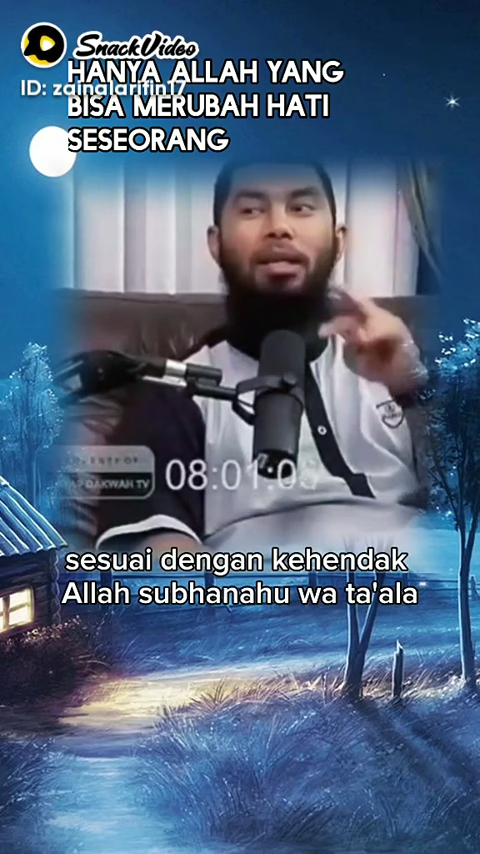 SnackVideo
ID: zainalarifin17
HANYA ALLAH YANG
BISA MERUBAH HATI
SESEORANG
DAKWAH TV
08:01:0
sesuai dengan kehendak
Allah subhanahu wa ta'ala